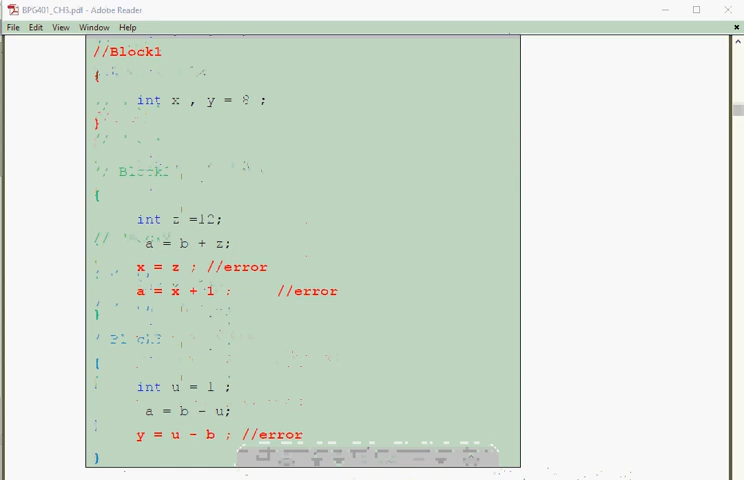 BPG401_CH3.pdf - Adobe Reader
File Edit View Window Help
//Block1
{
int x , y = 8 ;
}
{
int z =12;
a = b + z;
x = z ; //error
a = x + 1 ; //error
}
{
int u = 1 ;
a = b - u;
y = u - b ; //error
}